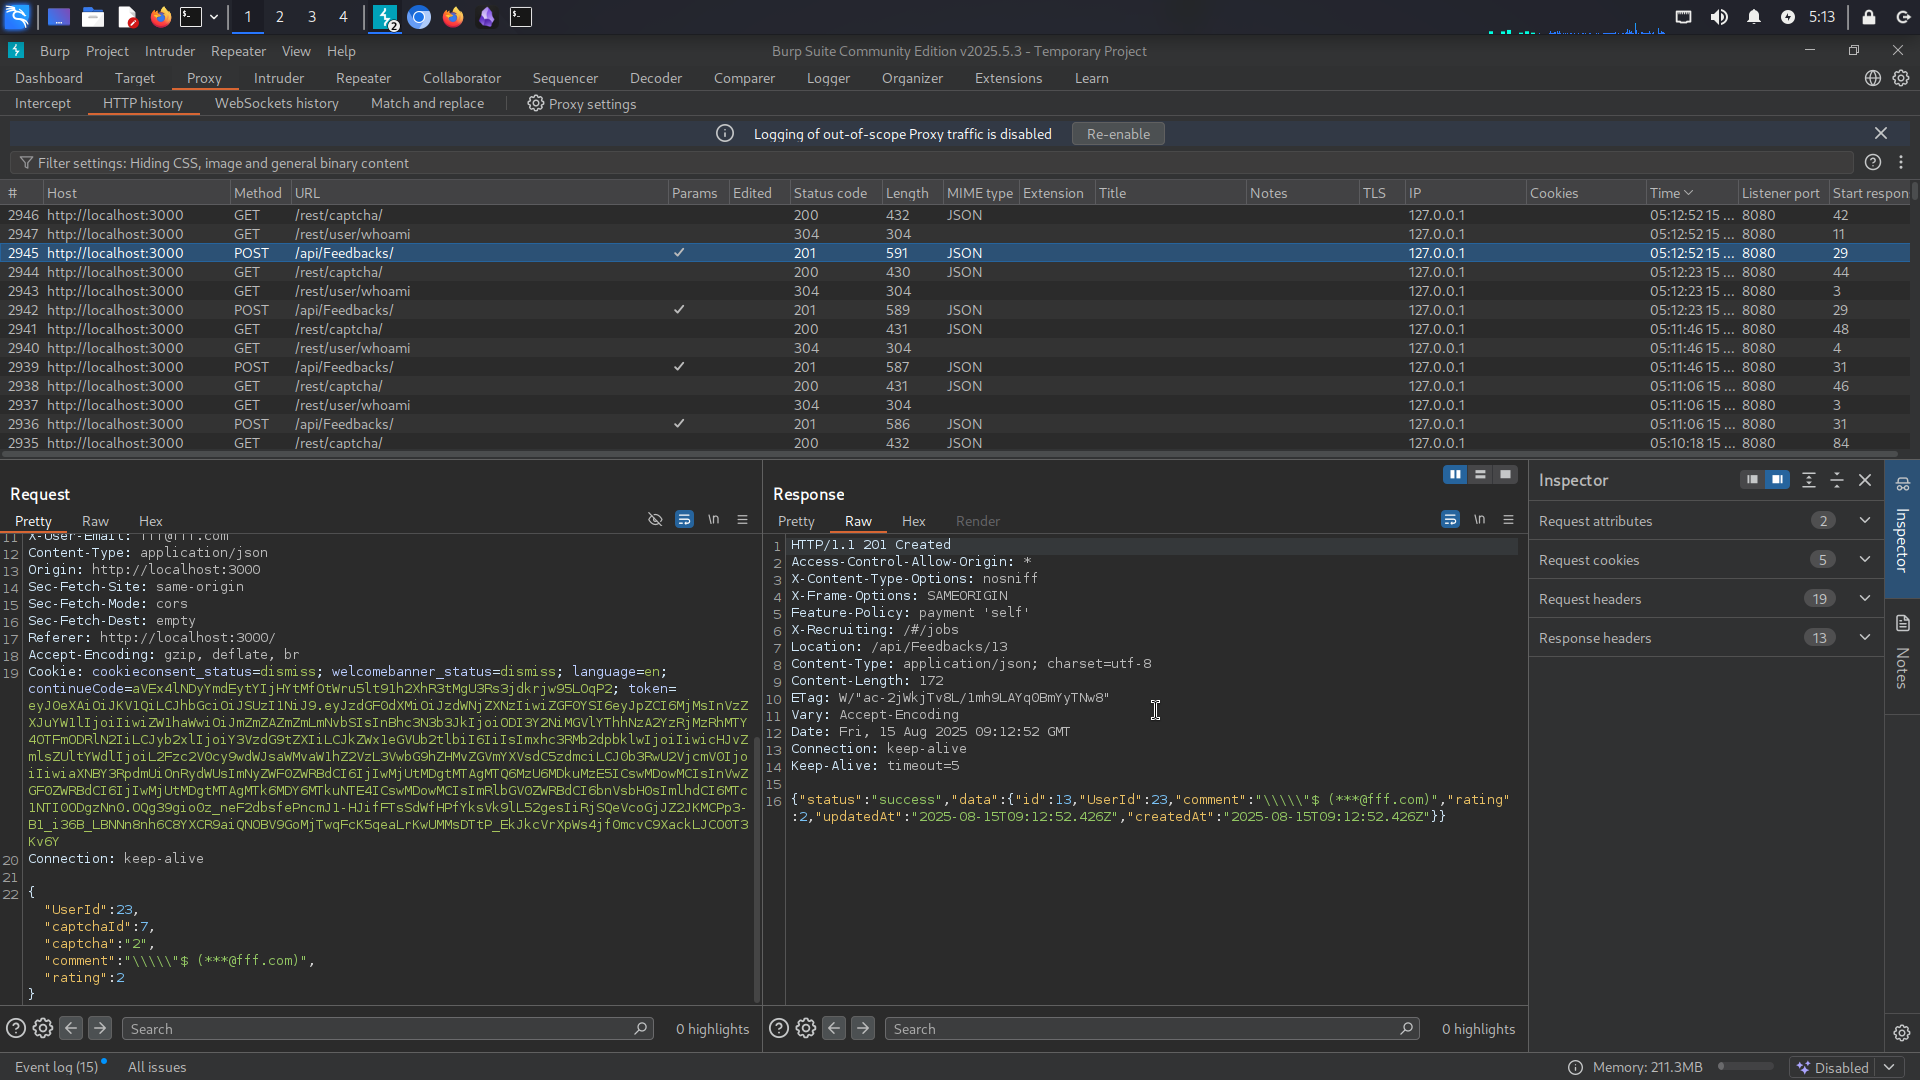 1
2
3
4
2
5:13
Burp Project Intruder Repeater View Help
Burp Suite Community Edition v2025.5.3 - Temporary Project
Dashboard Target Proxy Intruder Repeater Collaborator Sequencer Decoder Comparer Logger Organizer Extensions Learn
Intercept HTTP history WebSockets history Match and replace Proxy settings
Logging of out-of-scope Proxy traffic is disabled Re-enable
Filter settings: Hiding CSS, image and general binary content
# Host Method URL Params Edited Status code Length MIME type Extension Title Notes TLS IP Cookies Time Listener port Start respon
2946 http://localhost:3000 GET /rest/captcha/ 200 432 JSON 127.0.0.1 05:12:52 15 ... 8080 42
2947 http://localhost:3000 GET /rest/user/whoami 304 304 127.0.0.1 05:12:52 15 ... 8080 11
2945 http://localhost:3000 POST /api/Feedbacks/ ✓ 201 591 JSON 127.0.0.1 05:12:52 15 ... 8080 29
2944 http://localhost:3000 GET /rest/captcha/ 200 430 JSON 127.0.0.1 05:12:23 15 ... 8080 44
2943 http://localhost:3000 GET /rest/user/whoami 304 304 127.0.0.1 05:12:23 15 ... 8080 3
2942 http://localhost:3000 POST /api/Feedbacks/ ✓ 201 589 JSON 127.0.0.1 05:12:23 15 ... 8080 29
2941 http://localhost:3000 GET /rest/captcha/ 200 431 JSON 127.0.0.1 05:11:46 15 ... 8080 48
2940 http://localhost:3000 GET /rest/user/whoami 304 304 127.0.0.1 05:11:46 15 ... 8080 4
2939 http://localhost:3000 POST /api/Feedbacks/ ✓ 201 587 JSON 127.0.0.1 05:11:46 15 ... 8080 31
2938 http://localhost:3000 GET /rest/captcha/ 200 431 JSON 127.0.0.1 05:11:06 15 ... 8080 46
2937 http://localhost:3000 GET /rest/user/whoami 304 304 127.0.0.1 05:11:06 15 ... 8080 3
2936 http://localhost:3000 POST /api/Feedbacks/ ✓ 201 586 JSON 127.0.0.1 05:11:06 15 ... 8080 31
2935 http://localhost:3000 GET /rest/captcha/ 200 432 JSON 127.0.0.1 05:10:18 15 ... 8080 84
Request
Pretty Raw Hex
\n
11 X-User-Email: fff@fff.com
12 Content-Type: application/json
13 Origin: http://localhost:3000
14 Sec-Fetch-Site: same-origin
15 Sec-Fetch-Mode: cors
16 Sec-Fetch-Dest: empty
17 Referer: http://localhost:3000/
18 Accept-Encoding: gzip, deflate, br
19 Cookie: cookieconsent_status=dismiss; welcomebanner_status=dismiss; language=en;
continueCode=aVEx4lNDyYmdEytYIjHYtMfOtWru5lt91h2XhR3tMgU3Rs3jdkrjw95LOqP2; token=
20 Connection: keep-alive
21
22 {
"UserId":23,
"captchaId":7,
"captcha":"2",
"comment":"\\\\\"$ (***@fff.com)",
"rating":2
}
Search 0 highlights
Response
Pretty Raw Hex Render
\n
1 HTTP/1.1 201 Created
2 Access-Control-Allow-Origin: *
3 X-Content-Type-Options: nosniff
4 X-Frame-Options: SAMEORIGIN
5 Feature-Policy: payment 'self'
6 X-Recruiting: /#/jobs
7 Location: /api/Feedbacks/13
8 Content-Type: application/json; charset=utf-8
9 Content-Length: 172
10 ETag: W/"ac-2jWkjTv8L/1mh9LAYqOBmYyTNw8"
11 Vary: Accept-Encoding
12 Date: Fri, 15 Aug 2025 09:12:52 GMT
13 Connection: keep-alive
14 Keep-Alive: timeout=5
15
16 {"status":"success","data":{"id":13,"UserId":23,"comment":"\\\\\"$ (***@fff.com)","rating"
:2,"updatedAt":"2025-08-15T09:12:52.426Z","createdAt":"2025-08-15T09:12:52.426Z"}}
Search 0 highlights
Inspector
Request attributes 2
Request cookies 5
Request headers 19
Response headers 13
Inspector
Notes
Event log (15) All issues
Memory: 211.3MB
Disabled